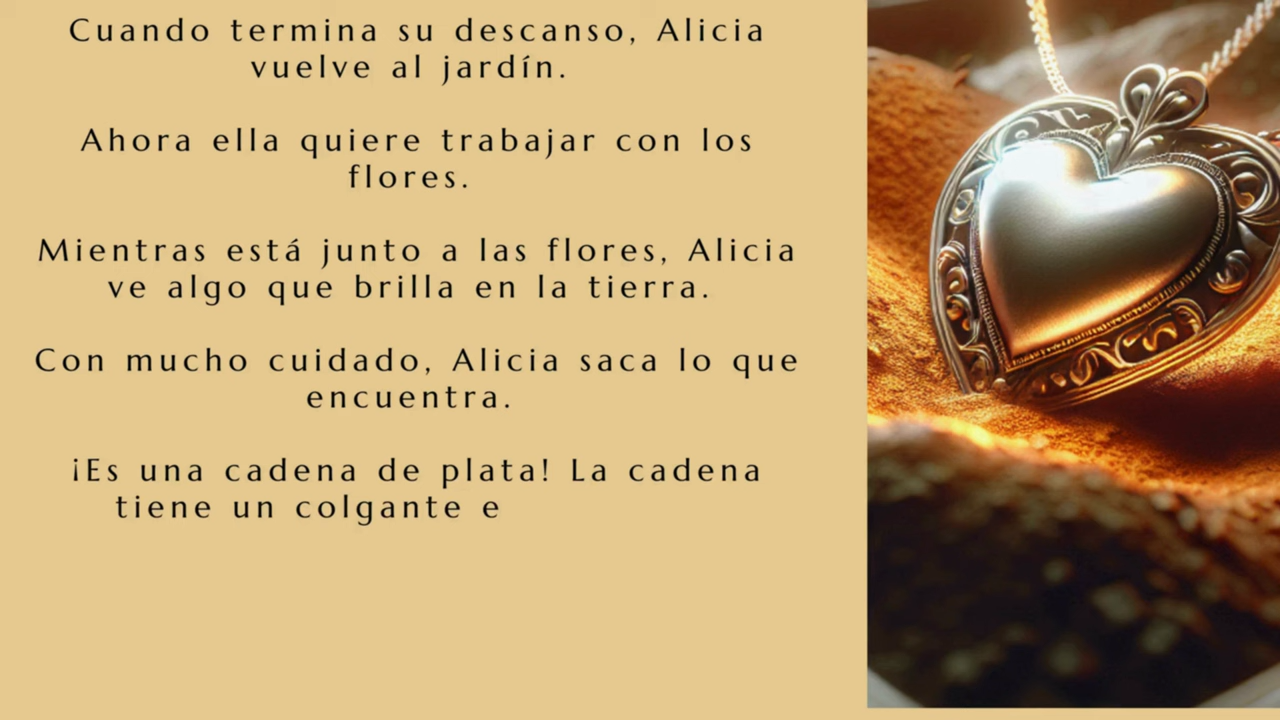 Cuando termina su descanso, Alicia
vuelve al jardín.
Ahora ella quiere trabajar con los
flores.
Mientras está junto a las flores, Alicia
ve algo que brilla en la tierra.
Con mucho cuidado, Alicia saca lo que
encuentra.
¡Es una cadena de plata! La cadena
tiene un colgante e